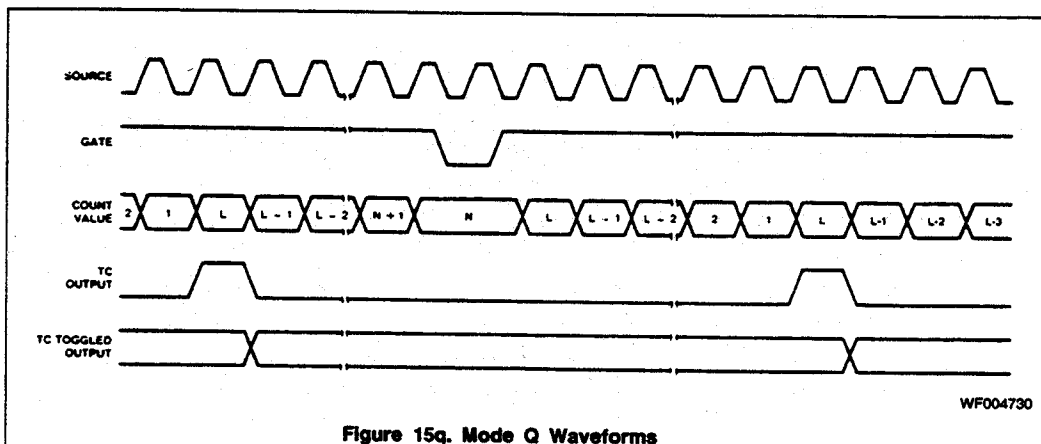 SOURCE
GATE
COUNT
VALUE
2 1 L L - 1 L - 2 N + 1 N L L - 1 L - 2 2 1 L L-1 L-2 L-3
TC
OUTPUT
TC TOGGLED
OUTPUT
WF004730
Figure 15q. Mode Q Waveforms